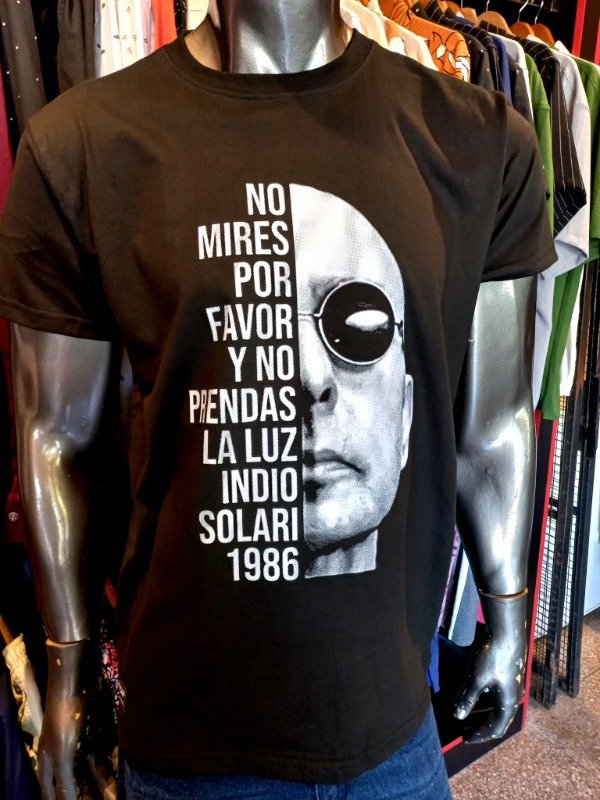 NO
MIRES
POR
FAVOR
Y NO
PRENDAS
LA LUZ
INDIO
SOLARI
1986